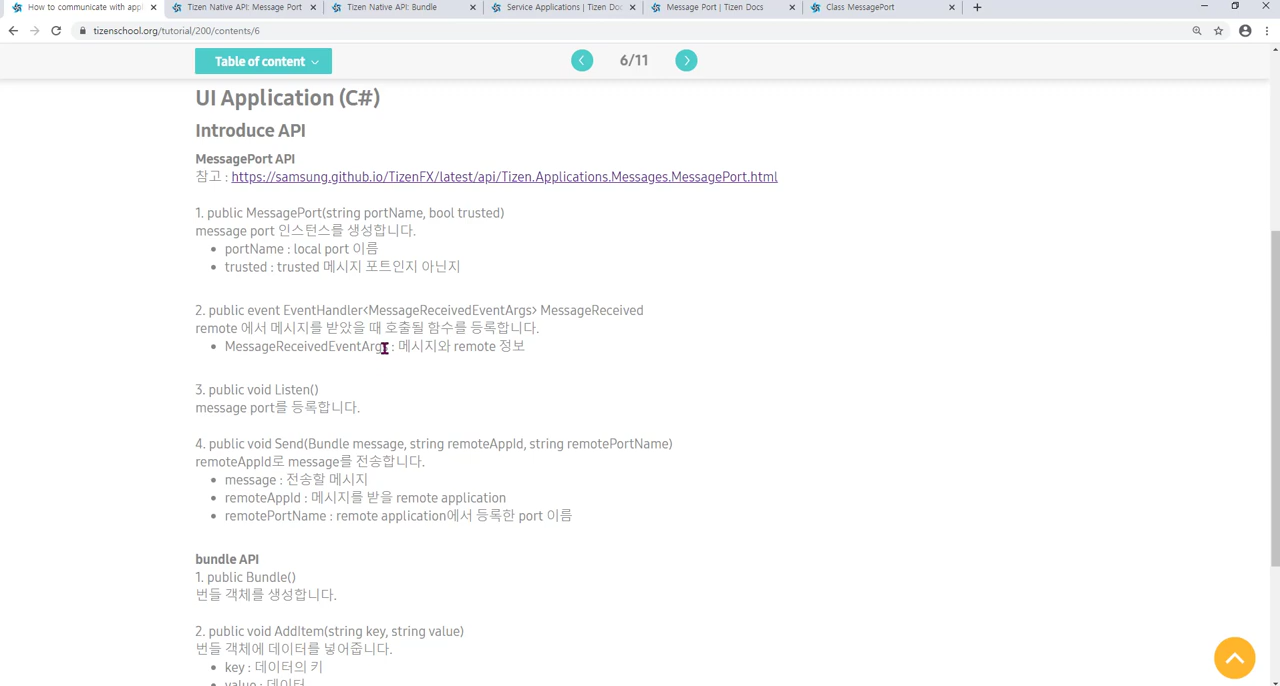 How to communicate with appl
Tizen Native API: Message Port
Tizen Native API: Bundle
Service Applications | Tizen Doc
Message Port | Tizen Docs
Class MessagePort
tizenschool.org/tutorial/200/contents/6
Table of content
6/11
UI Application (C#)
Introduce API
MessagePort API
참고 : https://samsung.github.io/TizenFX/latest/api/Tizen.Applications.Messages.MessagePort.html
1. public MessagePort(string portName, bool trusted)
message port 인스턴스를 생성합니다.
portName : local port 이름
trusted : trusted 메시지 포트인지 아닌지
2. public event EventHandler<MessageReceivedEventArgs> MessageReceived
remote 에서 메시지를 받았을 때 호출될 함수를 등록합니다.
MessageReceivedEventArgs : 메시지와 remote 정보
3. public void Listen()
message port를 등록합니다.
4. public void Send(Bundle message, string remoteAppId, string remotePortName)
remoteAppId로 message를 전송합니다.
message : 전송할 메시지
remoteAppId : 메시지를 받을 remote application
remotePortName : remote application에서 등록한 port 이름
bundle API
1. public Bundle()
번들 객체를 생성합니다.
2. public void AddItem(string key, string value)
번들 객체에 데이터를 넣어줍니다.
key : 데이터의 키
value : 데이터